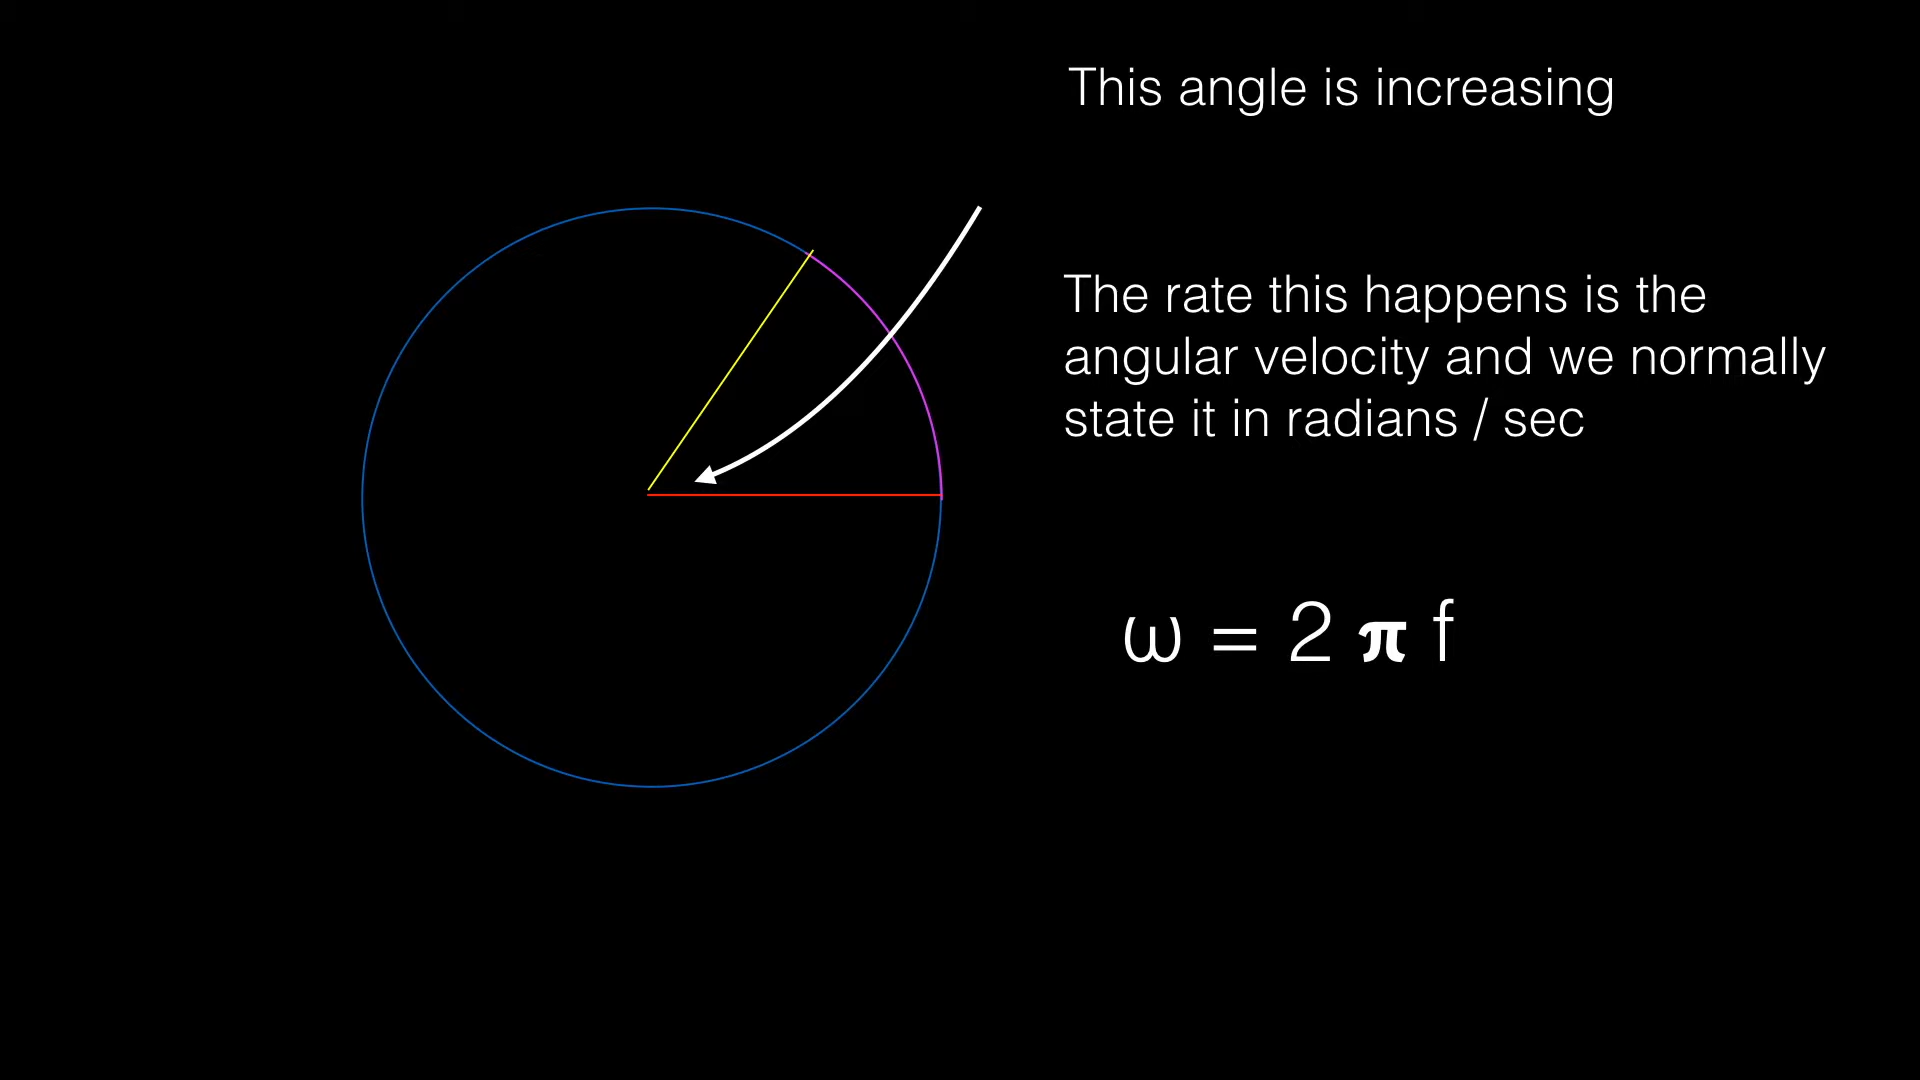 This angle is increasing
The rate this happens is the
angular velocity and we normally
state it in radians / sec
ω = 2 π f